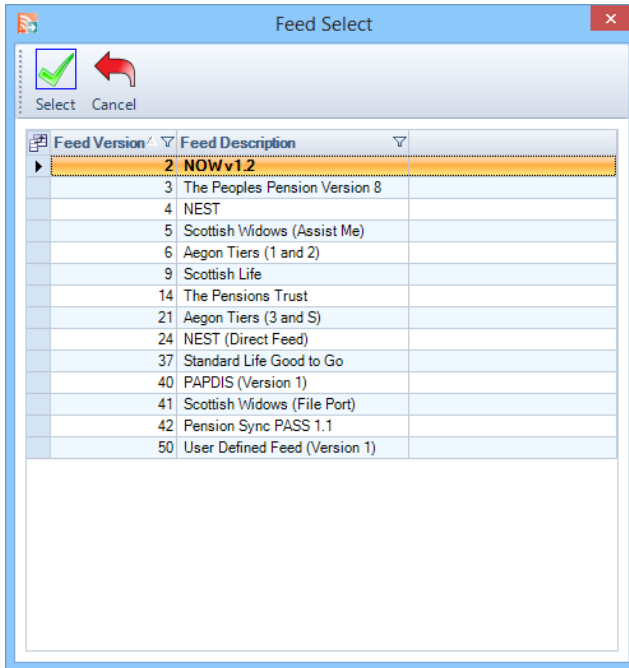 Feed Select
Select Cancel
Feed Version Feed Description
2 NOW v1.2
3 The Peoples Pension Version 8
4 NEST
5 Scottish Widows (Assist Me)
6 Aegon Tiers (1 and 2)
9 Scottish Life
14 The Pensions Trust
21 Aegon Tiers (3 and S)
24 NEST (Direct Feed)
37 Standard Life Good to Go
40 PAPDIS (Version 1)
41 Scottish Widows (File Port)
42 Pension Sync PASS 1.1
50 User Defined Feed (Version 1)